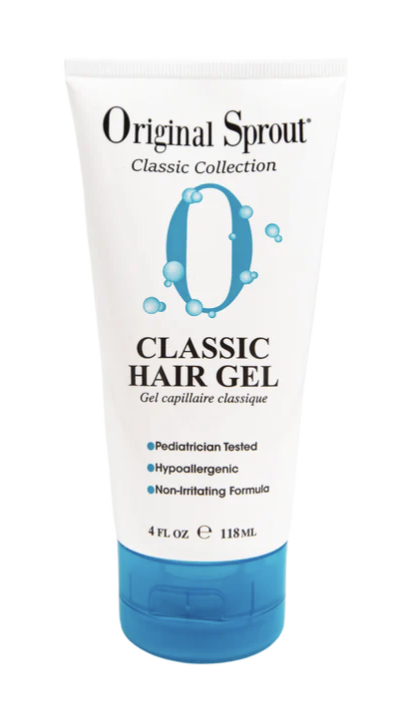 Original Sprout®
Classic Collection
O
CLASSIC
HAIR GEL
Gel capillaire classique
Pediatrician Tested
Hypoallergenic
Non-Irritating Formula
4 FL OZ ℮ 118ML